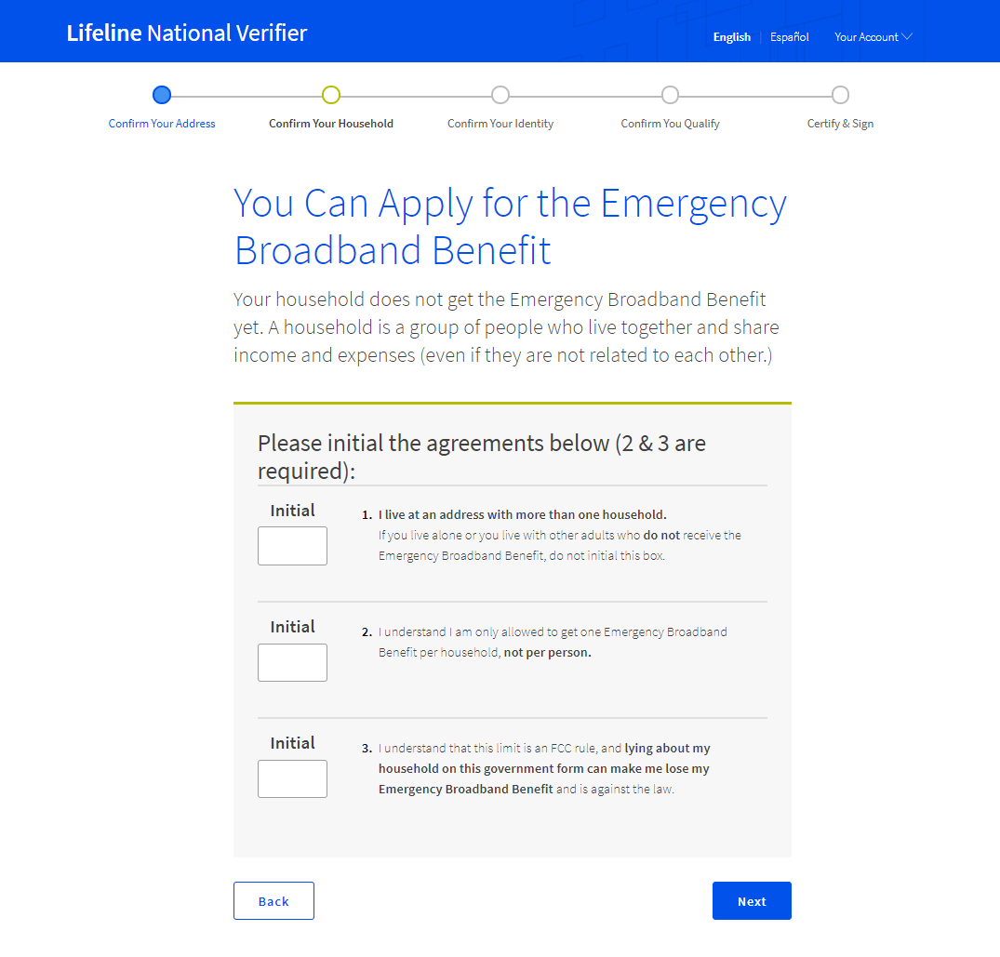 Lifeline National Verifier
English | Español Your Account
Confirm Your Address
Confirm Your Household
Confirm Your Identity
Confirm You Qualify
Certify & Sign
You Can Apply for the Emergency
Broadband Benefit
Your household does not get the Emergency Broadband Benefit
yet. A household is a group of people who live together and share
income and expenses (even if they are not related to each other.)
Please initial the agreements below (2 & 3 are
required):
Initial
1. I live at an address with more than one household.
If you live alone or you live with other adults who do not receive the
Emergency Broadband Benefit, do not initial this box.
Initial
2. I understand I am only allowed to get one Emergency Broadband
Benefit per household, not per person.
Initial
3. I understand that this limit is an FCC rule, and lying about my
household on this government form can make me lose my
Emergency Broadband Benefit and is against the law.
Back
Next